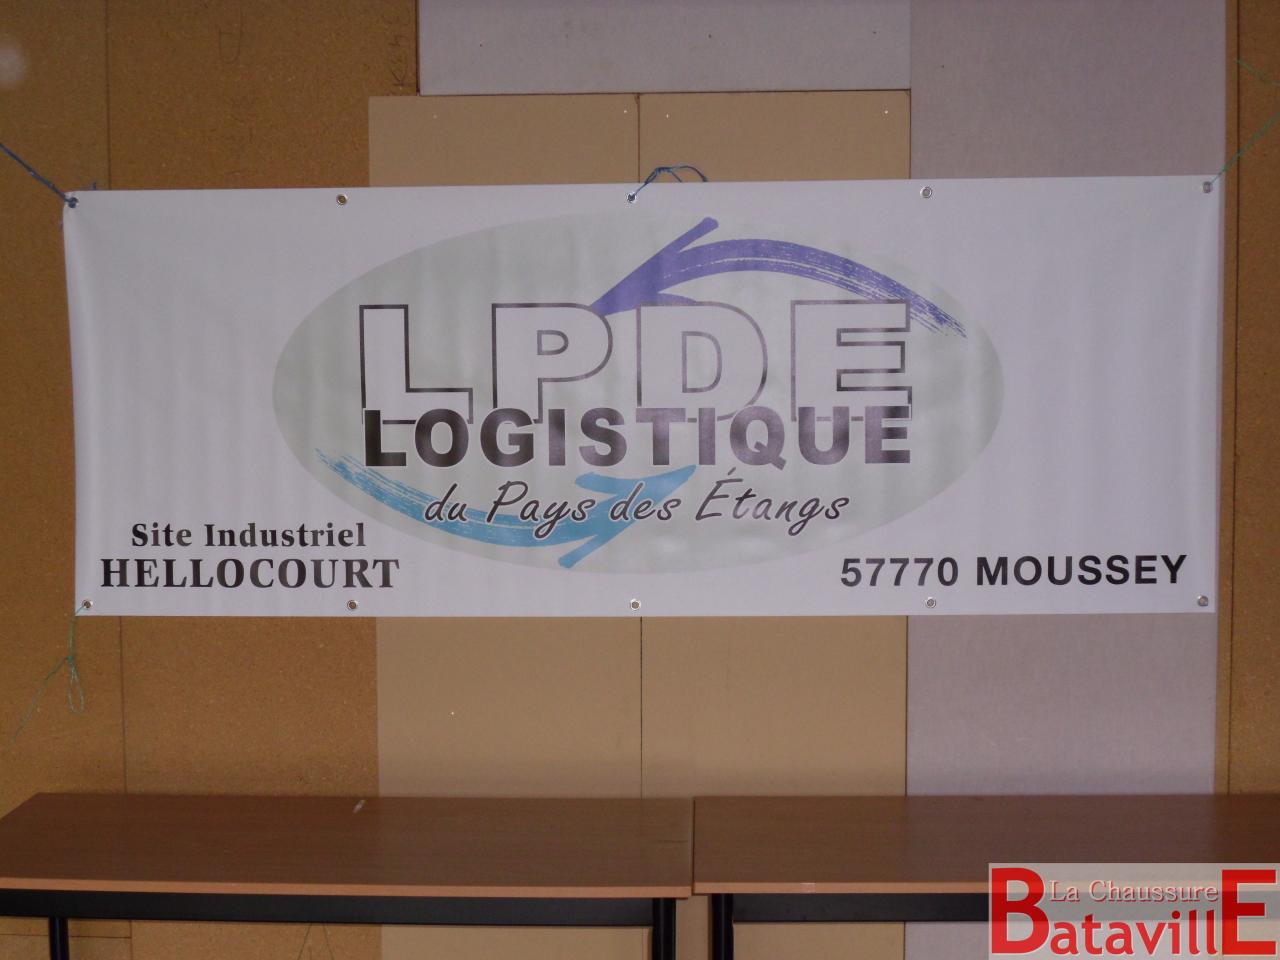 LPDE
LOGISTIQUE
du Pays des Étangs
Site Industriel
HELLOCOURT
57770 MOUSSEY
La Chaussure
BatavillE